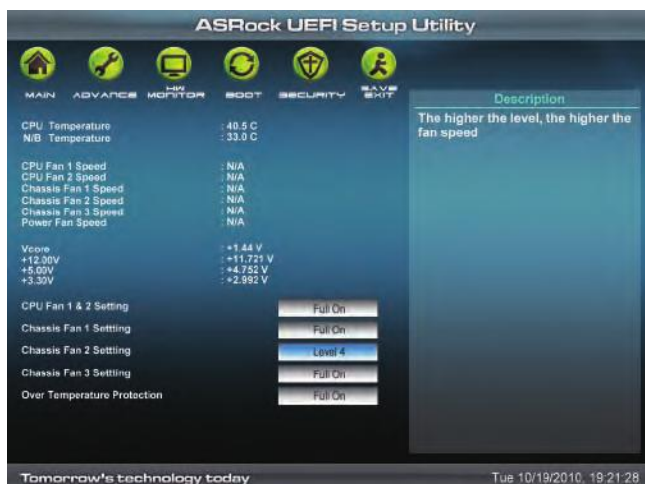 ASRock UEFI Setup Utility
MAIN ADVANCE HW MONITOR BOOT SECURITY SAVE EXIT
Description
The higher the level, the higher the
fan speed
CPU Temperature : 40.5 C
N/B Temperature : 33.0 C
CPU Fan 1 Speed : N/A
CPU Fan 2 Speed : N/A
Chassis Fan 1 Speed : N/A
Chassis Fan 2 Speed : N/A
Chassis Fan 3 Speed : N/A
Power Fan Speed : N/A
Vcore : +1.44 V
+12.00V : +11.721 V
+5.00V : +4.752 V
+3.30V : +2.992 V
CPU Fan 1 & 2 Setting Full On
Chassis Fan 1 Settting Full On
Chassis Fan 2 Settting Level 4
Chassis Fan 3 Settting Full On
Over Temperature Protection Full On
Tomorrow's technology today Tue 10/19/2010, 19:21:28